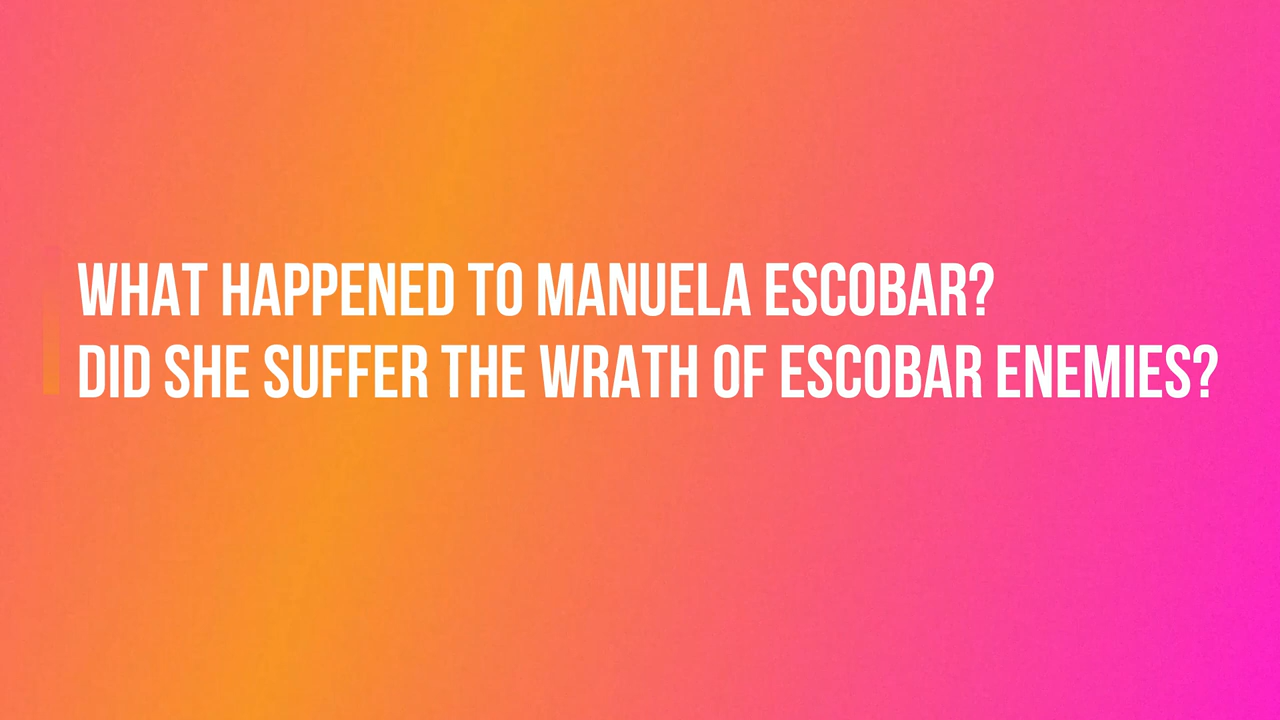 WHAT HAPPENED TO MANUELA ESCOBAR?
DID SHE SUFFER THE WRATH OF ESCOBAR ENEMIES?